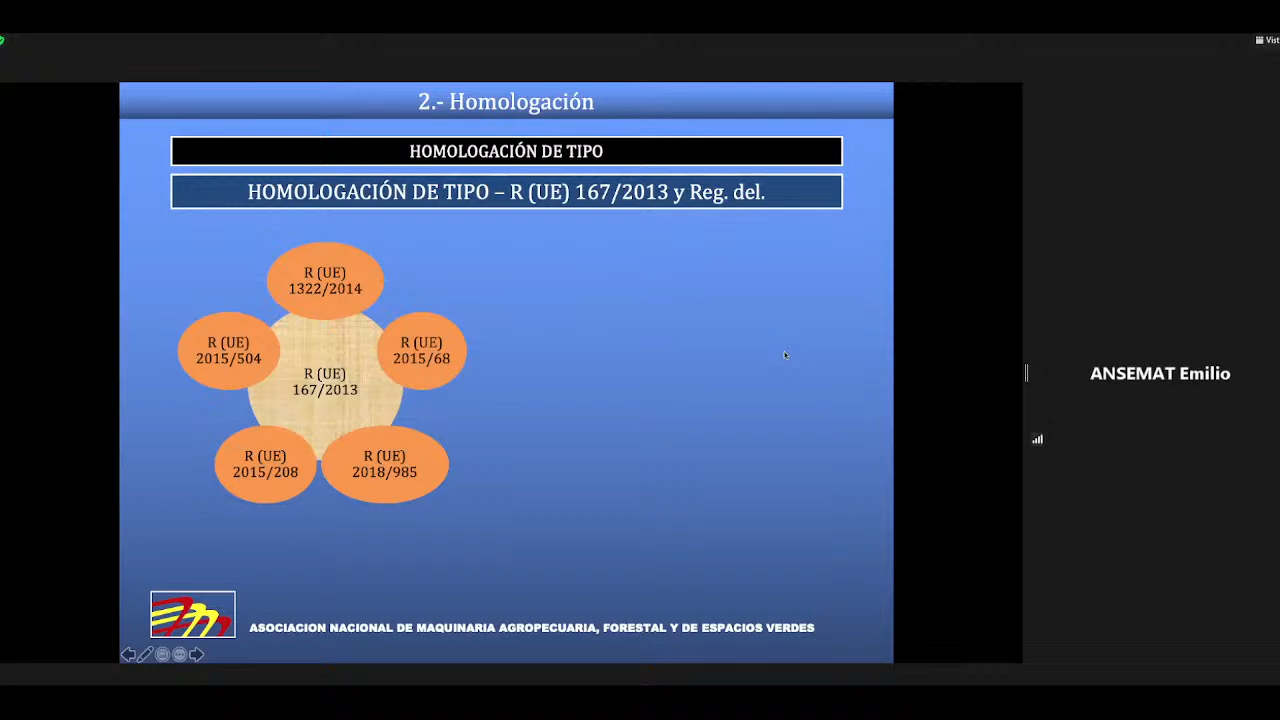 Vist
2.- Homologación
HOMOLOGACIÓN DE TIPO
HOMOLOGACIÓN DE TIPO – R (UE) 167/2013 y Reg. del.
R (UE)
1322/2014
R (UE)
2015/504
R (UE)
2015/68
R (UE)
167/2013
R (UE)
2015/208
R (UE)
2018/985
ANSEMAT Emilio
ASOCIACION NACIONAL DE MAQUINARIA AGROPECUARIA, FORESTAL Y DE ESPACIOS VERDES